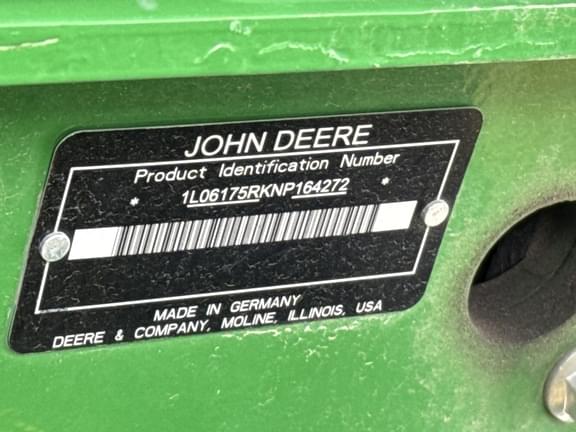 JOHN DEERE
Product Identification Number
* 1L06175RKNP164272 *
MADE IN GERMANY
DEERE & COMPANY, MOLINE, ILLINOIS, USA